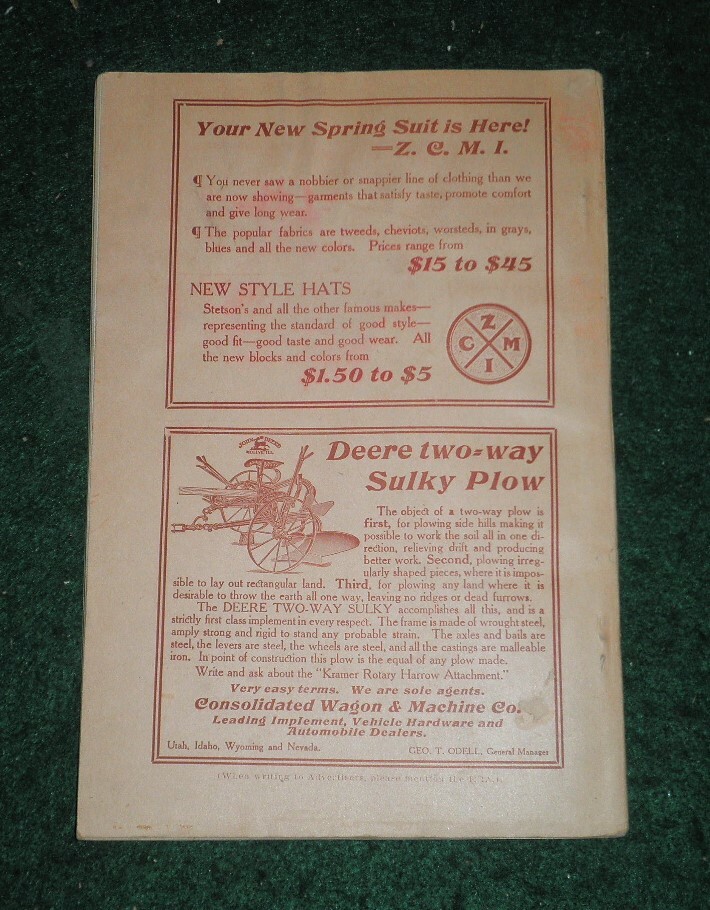 Your New Spring Suit is Here!
—Z. C. M. I.
¶ You never saw a nobbier or snappier line of clothing than we
are now showing—garments that satisfy taste, promote comfort
and give long wear.
¶ The popular fabrics are tweeds, cheviots, worsteds, in grays,
blues and all the new colors. Prices range from
$15 to $45
NEW STYLE HATS
Stetson's and all the other famous makes—
representing the standard of good style—
good fit—good taste and good wear. All
the new blocks and colors from
$1.50 to $5
Z
C M
I
JOHN DEERE
MOLINE, ILL.
Deere two=way
Sulky Plow
The object of a two-way plow is
first, for plowing side hills making it
possible to work the soil all in one di-
rection, relieving drift and producing
better work. Second, plowing irreg-
ularly shaped pieces, where it is impos-
sible to lay out rectangular land. Third, for plowing any land where it is
desirable to throw the earth all one way, leaving no ridges or dead furrows.
The DEERE TWO-WAY SULKY accomplishes all this, and is a
strictly first class implement in every respect. The frame is made of wrought steel,
amply strong and rigid to stand any probable strain. The axles and bails are
steel, the levers are steel, the wheels are steel, and all the castings are malleable
iron. In point of construction this plow is the equal of any plow made.
Write and ask about the "Kramer Rotary Harrow Attachment."
Very easy terms. We are sole agents.
Consolidated Wagon & Machine Co.
Leading Implement, Vehicle Hardware and
Automobile Dealers.
Utah, Idaho, Wyoming and Nevada.
GEO. T. ODELL, General Manager
(When writing to Advertisers, please mention the